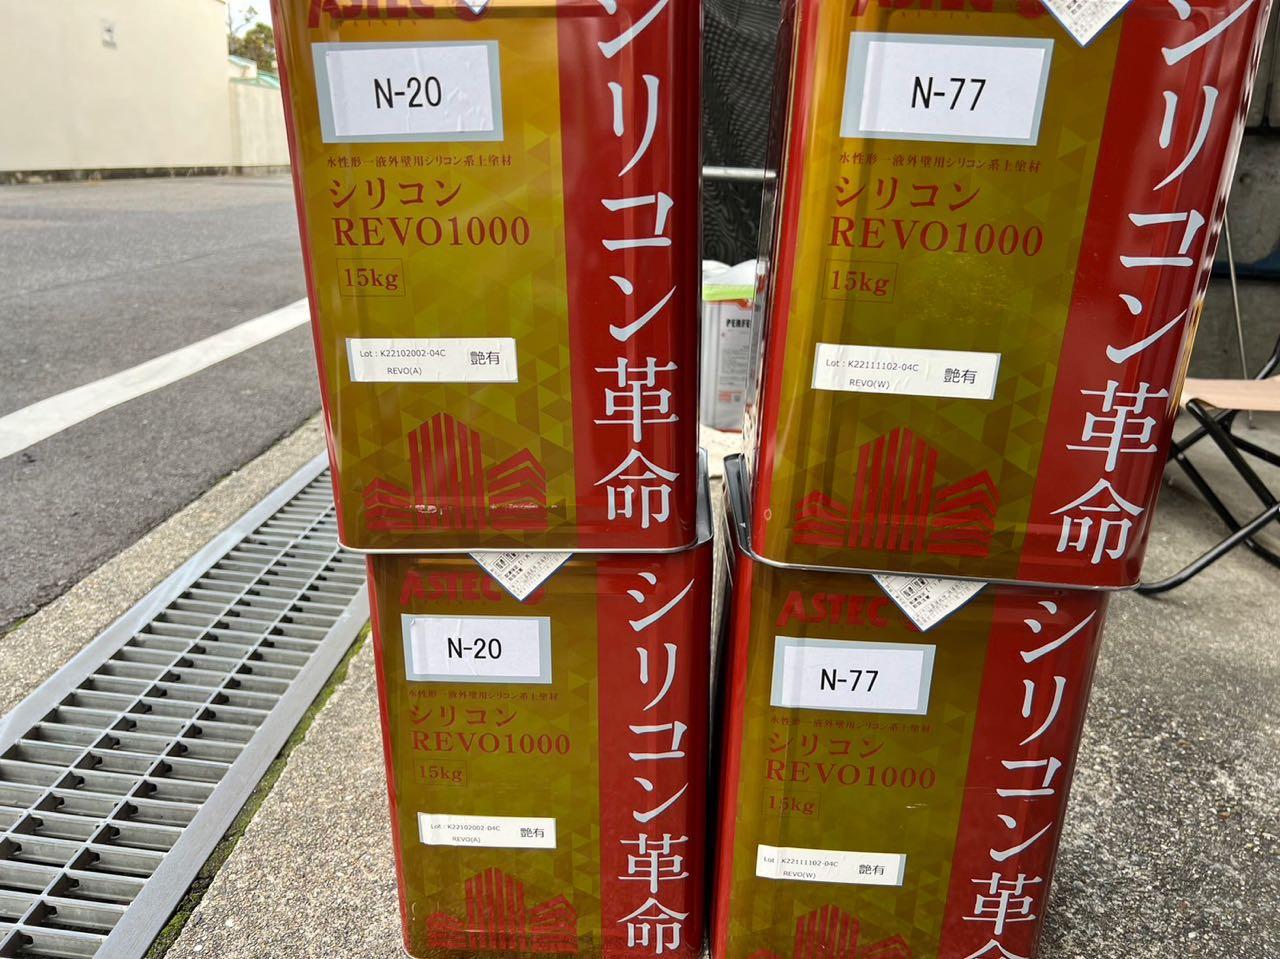 ASTEC
N-20
水性形一液外壁用シリコン系上塗材
シリコン
REVO1000
15kg
Lot : K22102002-04C
艶有
REVO(A)
シリコン革命
ASTEC
N-77
水性形一液外壁用シリコン系上塗材
シリコン
REVO1000
15kg
Lot : K22111102-04C
艶有
REVO(W)
シリコン革命
ASTEC
N-20
水性形一液外壁用シリコン系上塗材
シリコン
REVO1000
15kg
Lot : K22102002-04C
艶有
REVO(A)
シリコン革命
ASTEC
N-77
水性形一液外壁用シリコン系上塗材
シリコン
REVO1000
15kg
Lot : K22111102-04C
艶有
REVO(W)
シリコン革命